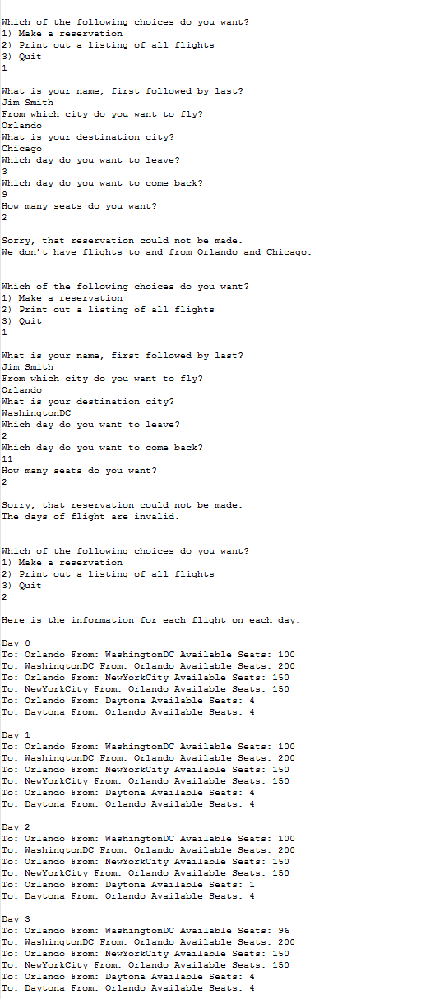 Which of the following choices do you want?
1) Make a reservation
2) Print out a listing of all flights
3) Quit
1
What is your name, first followed by last?
Jim Smith
From which city do you want to fly?
Orlando
What is your destination city?
Chicago
Which day do you want to leave?
3
Which day do you want to come back?
9
How many seats do you want?
2
Sorry, that reservation could not be made.
We don’t have flights to and from Orlando and Chicago.
Which of the following choices do you want?
1) Make a reservation
2) Print out a listing of all flights
3) Quit
1
What is your name, first followed by last?
Jim Smith
From which city do you want to fly?
Orlando
What is your destination city?
WashingtonDC
Which day do you want to leave?
2
Which day do you want to come back?
11
How many seats do you want?
2
Sorry, that reservation could not be made.
The days of flight are invalid.
Which of the following choices do you want?
1) Make a reservation
2) Print out a listing of all flights
3) Quit
2
Here is the information for each flight on each day:
Day 0
To: Orlando From: WashingtonDC Available Seats: 100
To: WashingtonDC From: Orlando Available Seats: 200
To: Orlando From: NewYorkCity Available Seats: 150
To: NewYorkCity From: Orlando Available Seats: 150
To: Orlando From: Daytona Available Seats: 4
To: Daytona From: Orlando Available Seats: 4
Day 1
To: Orlando From: WashingtonDC Available Seats: 100
To: WashingtonDC From: Orlando Available Seats: 200
To: Orlando From: NewYorkCity Available Seats: 150
To: NewYorkCity From: Orlando Available Seats: 150
To: Orlando From: Daytona Available Seats: 4
To: Daytona From: Orlando Available Seats: 4
Day 2
To: Orlando From: WashingtonDC Available Seats: 100
To: WashingtonDC From: Orlando Available Seats: 200
To: Orlando From: NewYorkCity Available Seats: 150
To: NewYorkCity From: Orlando Available Seats: 150
To: Orlando From: Daytona Available Seats: 1
To: Daytona From: Orlando Available Seats: 4
Day 3
To: Orlando From: WashingtonDC Available Seats: 96
To: WashingtonDC From: Orlando Available Seats: 200
To: Orlando From: NewYorkCity Available Seats: 150
To: NewYorkCity From: Orlando Available Seats: 150
To: Orlando From: Daytona Available Seats: 4
To: Daytona From: Orlando Available Seats: 4